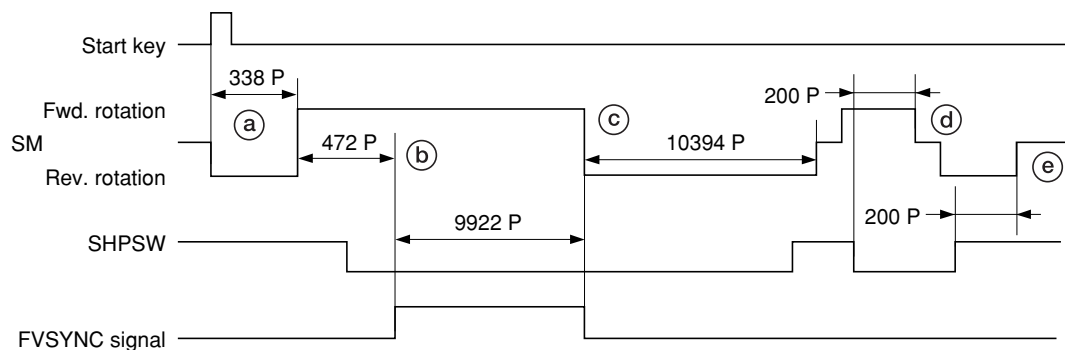 Start key
338 P
Fwd. rotation
200 P
a
c
d
SM
472 P
b
10394 P
Rev. rotation
e
9922 P
200 P
SHPSW
FVSYNC signal